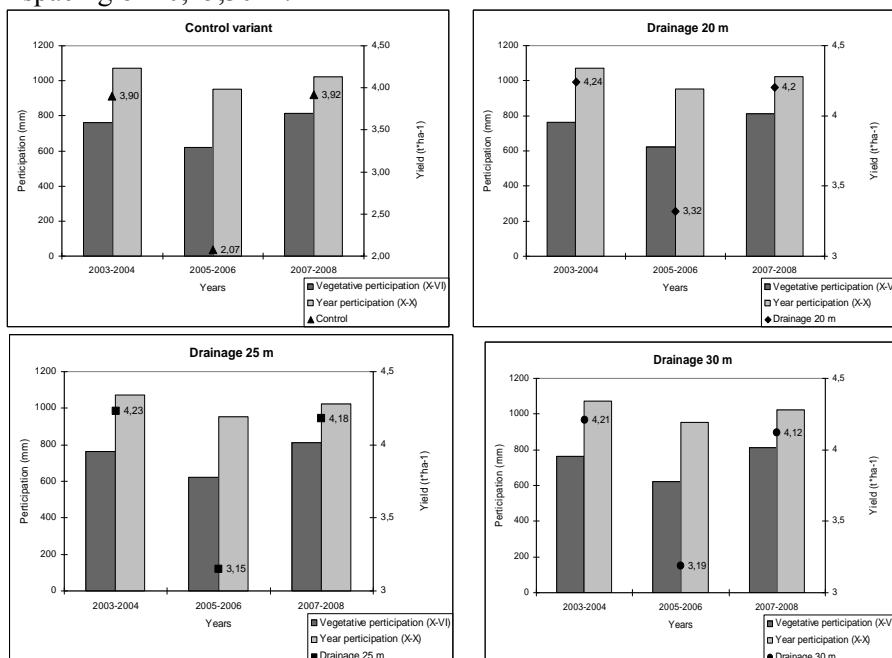 spacing of
Control variant
1200
1000
800
600
400
200
0
Perticipation (mm)
4,50
4,00
3,50
3,00
2,50
2,00
Yield (t*ha-1)
3,90
2,07
3,92
2003-2004 2005-2006 2007-2008
Years
Vegetative perticipation (X-VI)
Year perticipation (X-X)
Control
Drainage 20 m
1200
1000
800
600
400
200
0
Perticipation (mm)
4,5
4
3,5
3
Yield (t*ha-1)
4,24
3,32
4,2
2003-2004 2005-2006 2007-2008
Years
Vegetative perticipation (X-V
Year perticipation (X-X)
Drainage 20 m
Drainage 25 m
1200
1000
800
600
400
200
0
Perticipation (mm)
4,5
4
3,5
3
Yield (t*ha-1)
4,23
3,15
4,18
2003-2004 2005-2006 2007-2008
Years
Vegetative perticipation (X-VI)
Year perticipation (X-X)
Drainage 25 m
Drainage 30 m
1200
1000
800
600
400
200
0
Perticipation (mm)
4,5
4
3,5
3
Yield (t*ha-1)
4,21
3,19
4,12
2003-2004 2005-2006 2007-2008
Years
Vegetative perticipation (X-V
Year perticipation (X-X)
Drainage 30 m